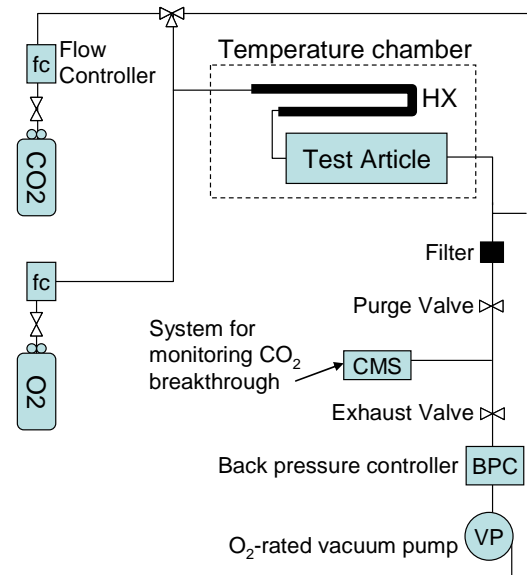 fc
Flow
Controller
CO2
Temperature chamber
HX
Test Article
fc
O2
Filter
Purge Valve
System for
monitoring CO₂
breakthrough
CMS
Exhaust Valve
Back pressure controller
BPC
O₂-rated vacuum pump
VP